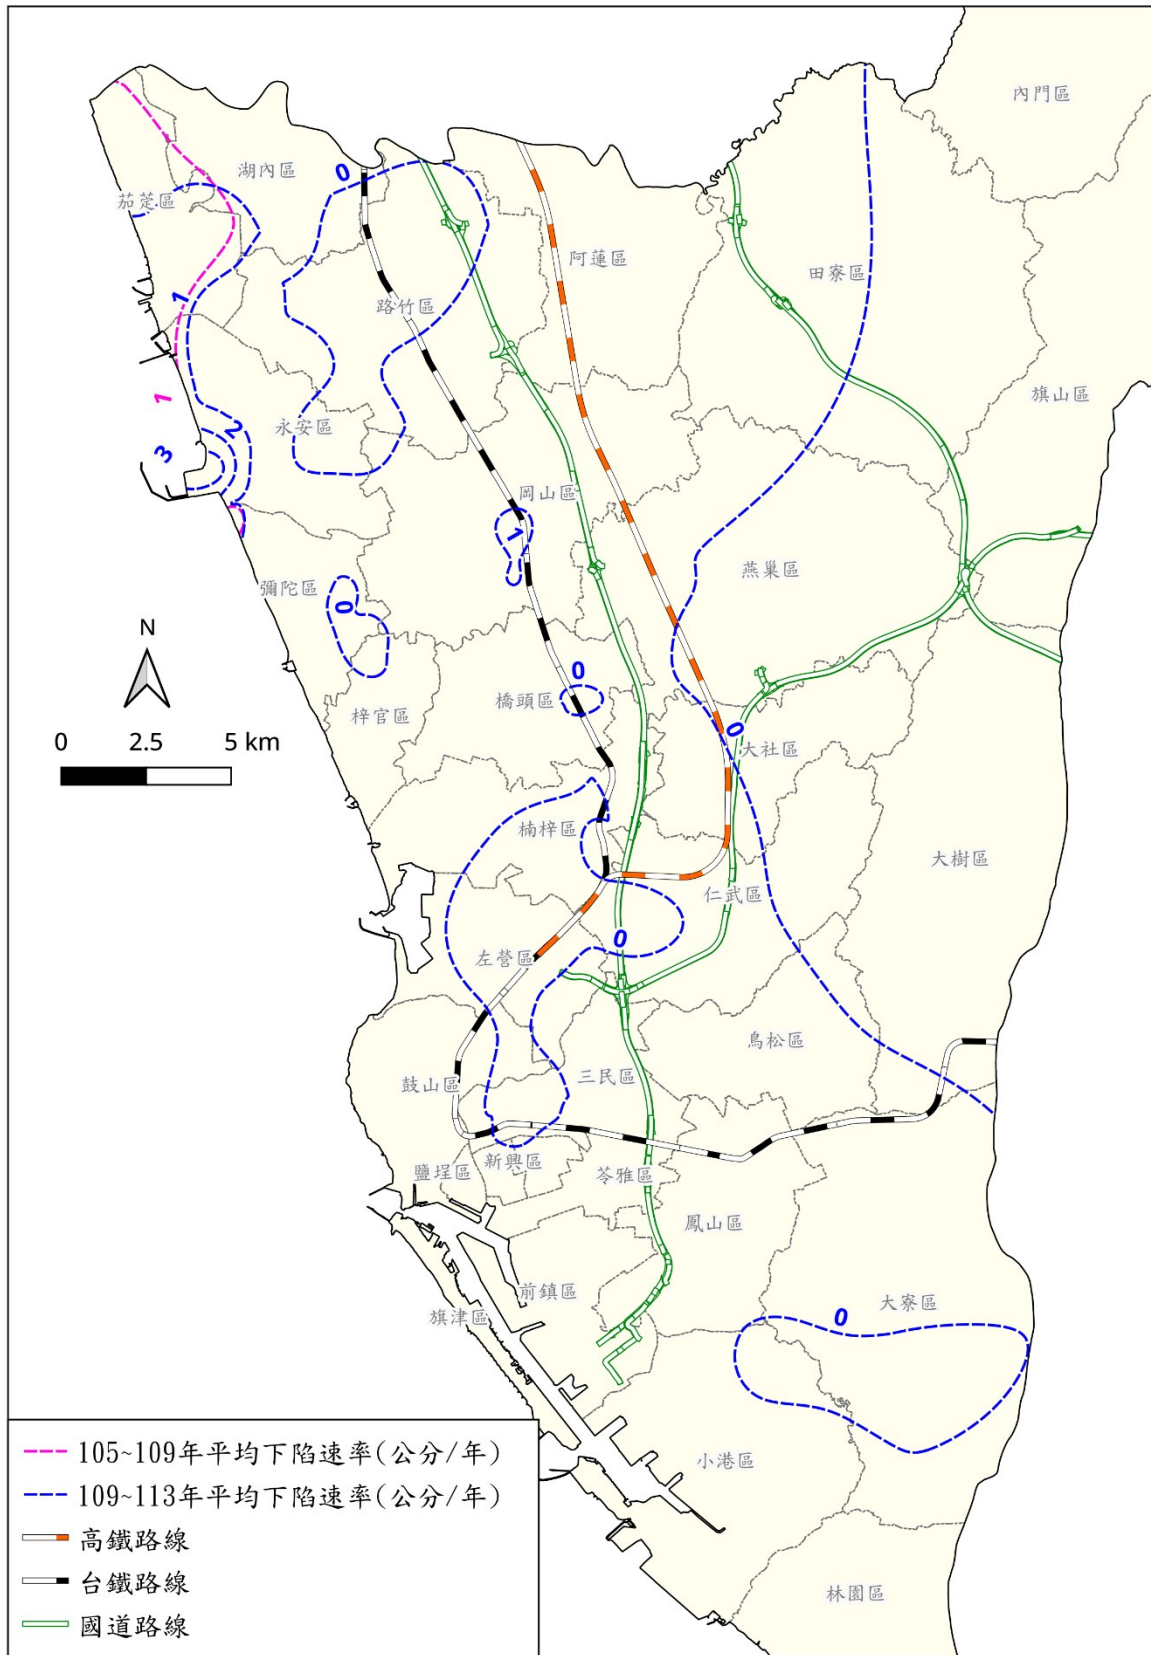 內門區
0
湖內區
茄萣區
阿蓮區
田寮區
1
路竹區
旗山區
1
永安區
2
3
岡山區
1
燕巢區
彌陀區
0
N
0
橋頭區
梓官區
0
大社區
0 2.5 5 km
楠梓區
大樹區
仁武區
0
左營區
鳥松區
三民區
鼓山區
新興區
鹽埕區
苓雅區
鳳山區
前鎮區
大寮區
旗津區
0
小港區
林園區
105~109年平均下陷速率(公分/年)
109~113年平均下陷速率(公分/年)
高鐵路線
台鐵路線
國道路線